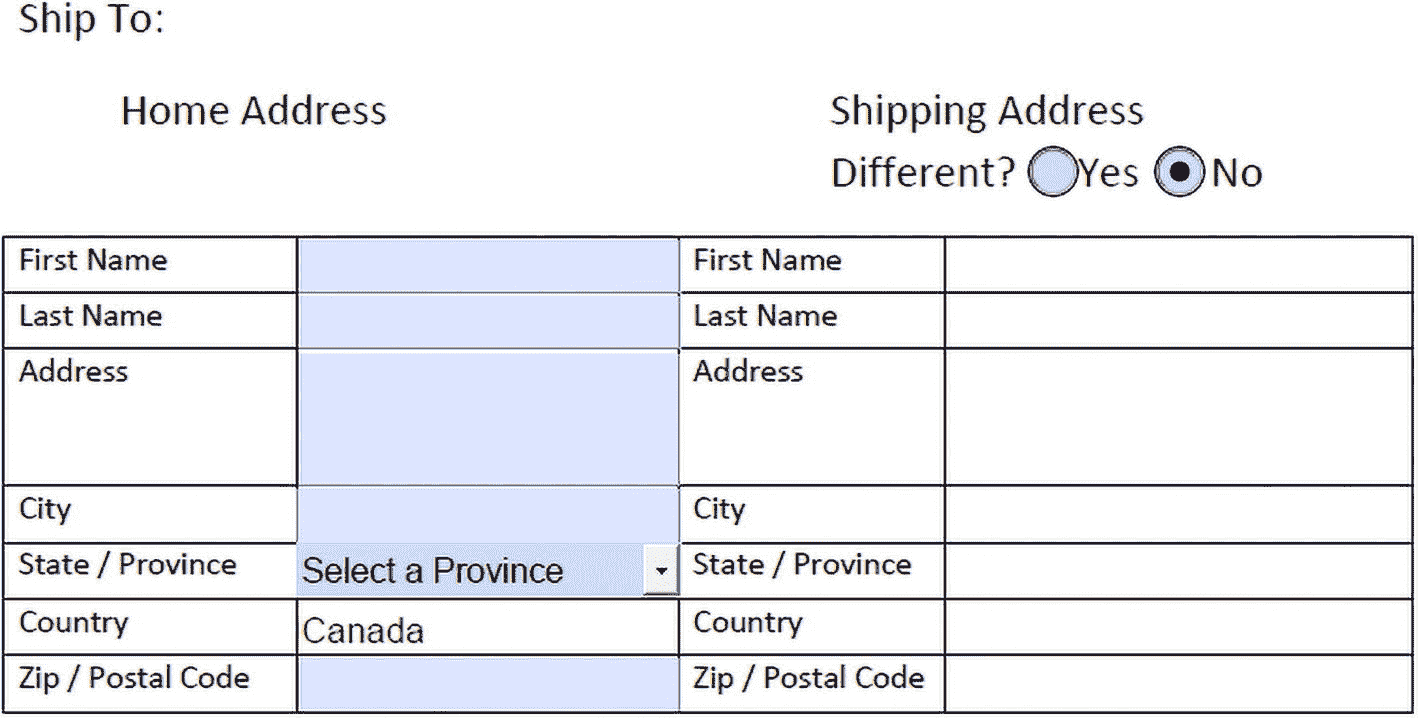 Ship To:
Home Address
Shipping Address
Different? Yes No
First Name First Name
Last Name Last Name
Address Address
City City
State / Province Select a Province State / Province
Country Canada Country
Zip / Postal Code Zip / Postal Code